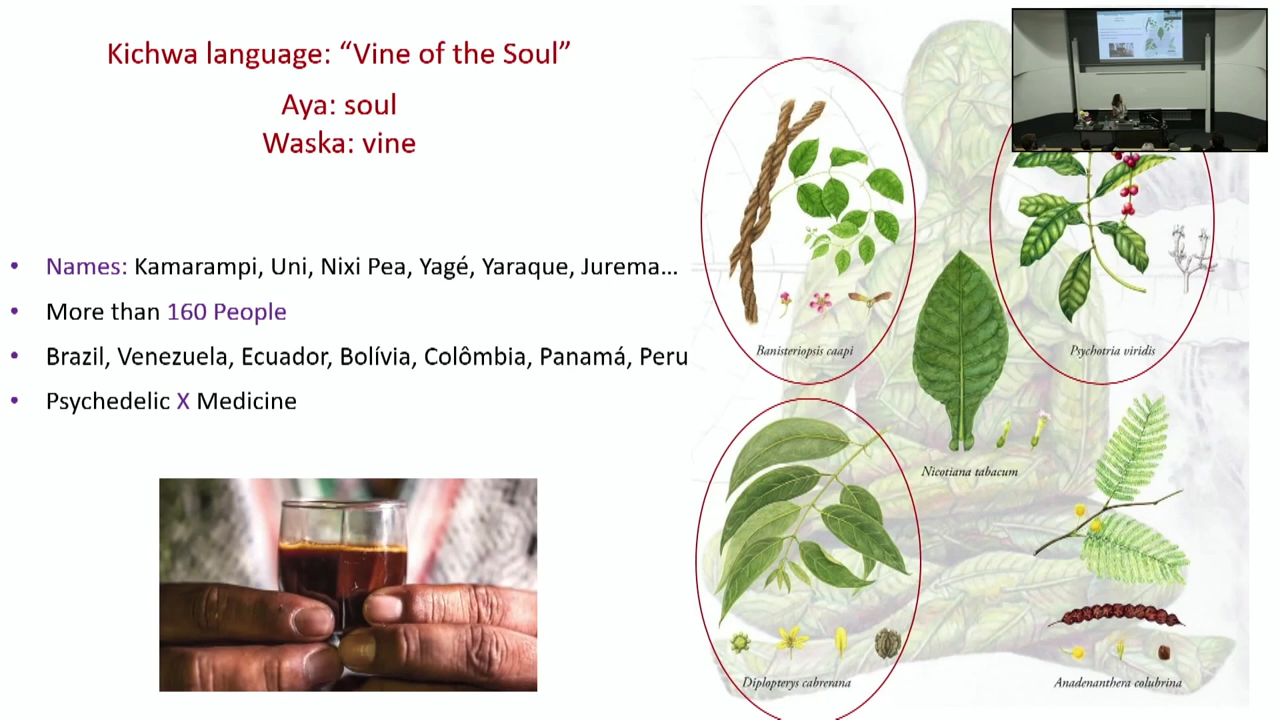 Kichwa language: “Vine of the Soul”
Aya: soul
Waska: vine
• Names: Kamarampi, Uni, Nixi Pea, Yagé, Yaraque, Jurema...
• More than 160 People
• Brazil, Venezuela, Ecuador, Bolívia, Colômbia, Panamá, Peru
• Psychedelic X Medicine
Banisteriopsis caapi
Psychotria viridis
Nicotiana tabacum
Diplopterys cabrerana
Anadenanthera colubrina